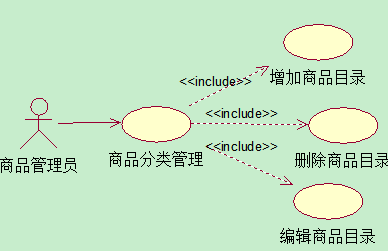 <<include>>
增加商品目录
<<include>>
商品管理员
商品分类管理
删除商品目录
<<include>>
编辑商品目录